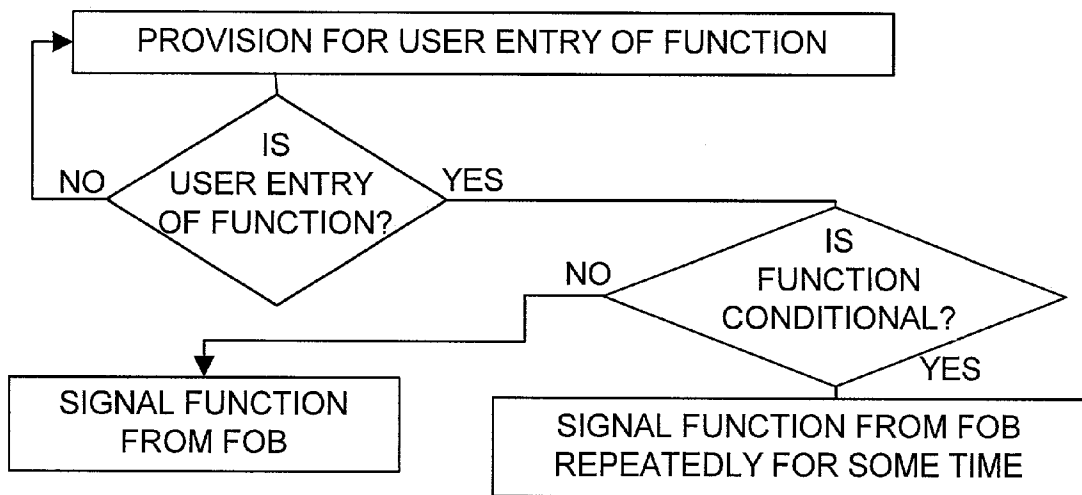 PROVISION FOR USER ENTRY OF FUNCTION
IS
USER ENTRY
OF FUNCTION?
NO
YES
IS
FUNCTION
CONDITIONAL?
NO
YES
SIGNAL FUNCTION
FROM FOB
SIGNAL FUNCTION FROM FOB
REPEATEDLY FOR SOME TIME